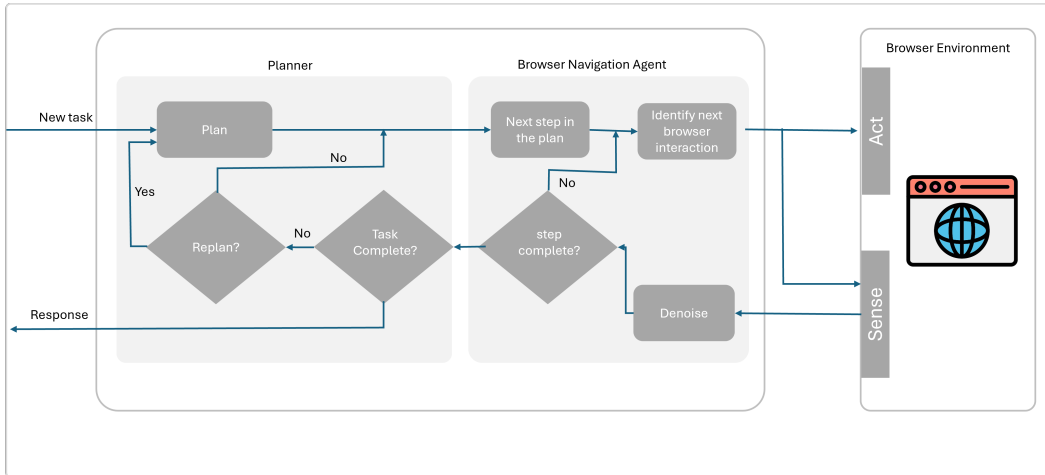 Browser Environment
Planner
Browser Navigation Agent
New task
Plan
Next step in
the plan
Identify next
browser
interaction
Act
No
No
Yes
Replan?
No
Task
Complete?
step
complete?
Sense
Response
Denoise